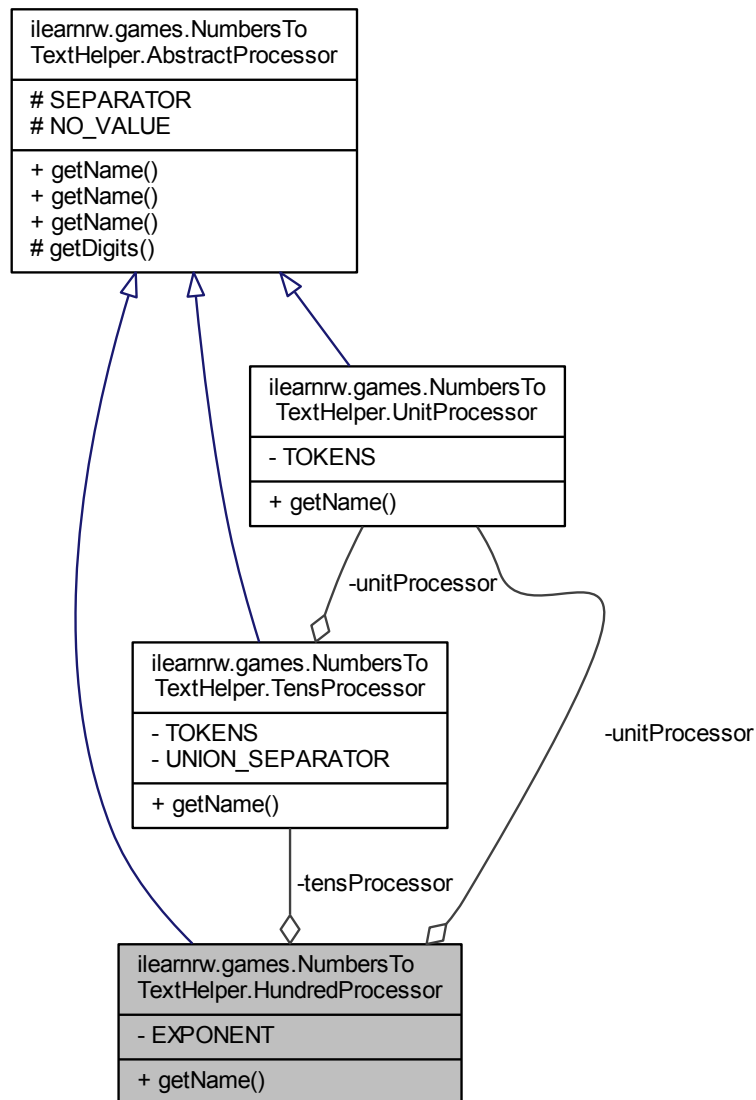 ilearnrw.games.NumbersTo
TextHelper.AbstractProcessor
# SEPARATOR
# NO_VALUE
+ getName()
+ getName()
+ getName()
# getDigits()
ilearnrw.games.NumbersTo
TextHelper.UnitProcessor
- TOKENS
+ getName()
-unitProcessor
ilearnrw.games.NumbersTo
TextHelper.TensProcessor
- TOKENS
- UNION_SEPARATOR
+ getName()
-unitProcessor
-tensProcessor
ilearnrw.games.NumbersTo
TextHelper.HundredProcessor
- EXPONENT
+ getName()